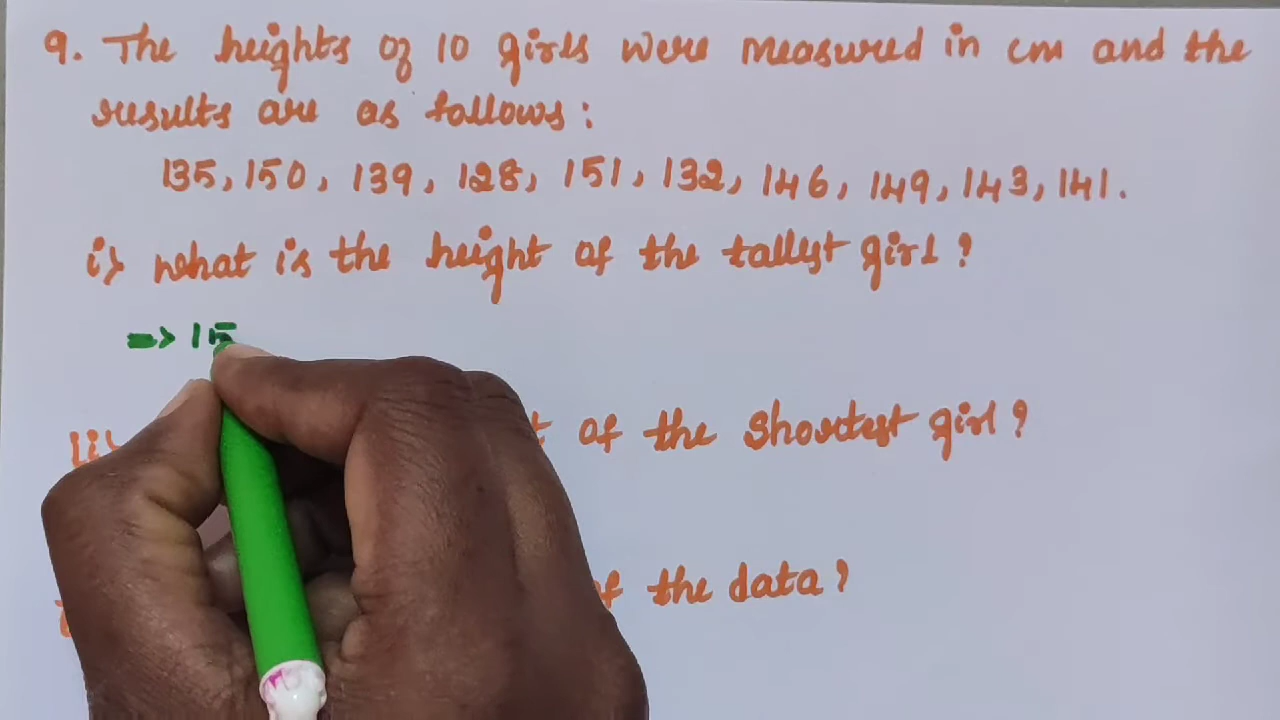 9. The heights of 10 girls were measured in cm and the
results are as follows:
135, 150, 139, 128, 151, 132, 146, 149, 143, 141.
i) what is the height of the tallest girl?
=> 15
ii) of the shortest girl?
of the data?